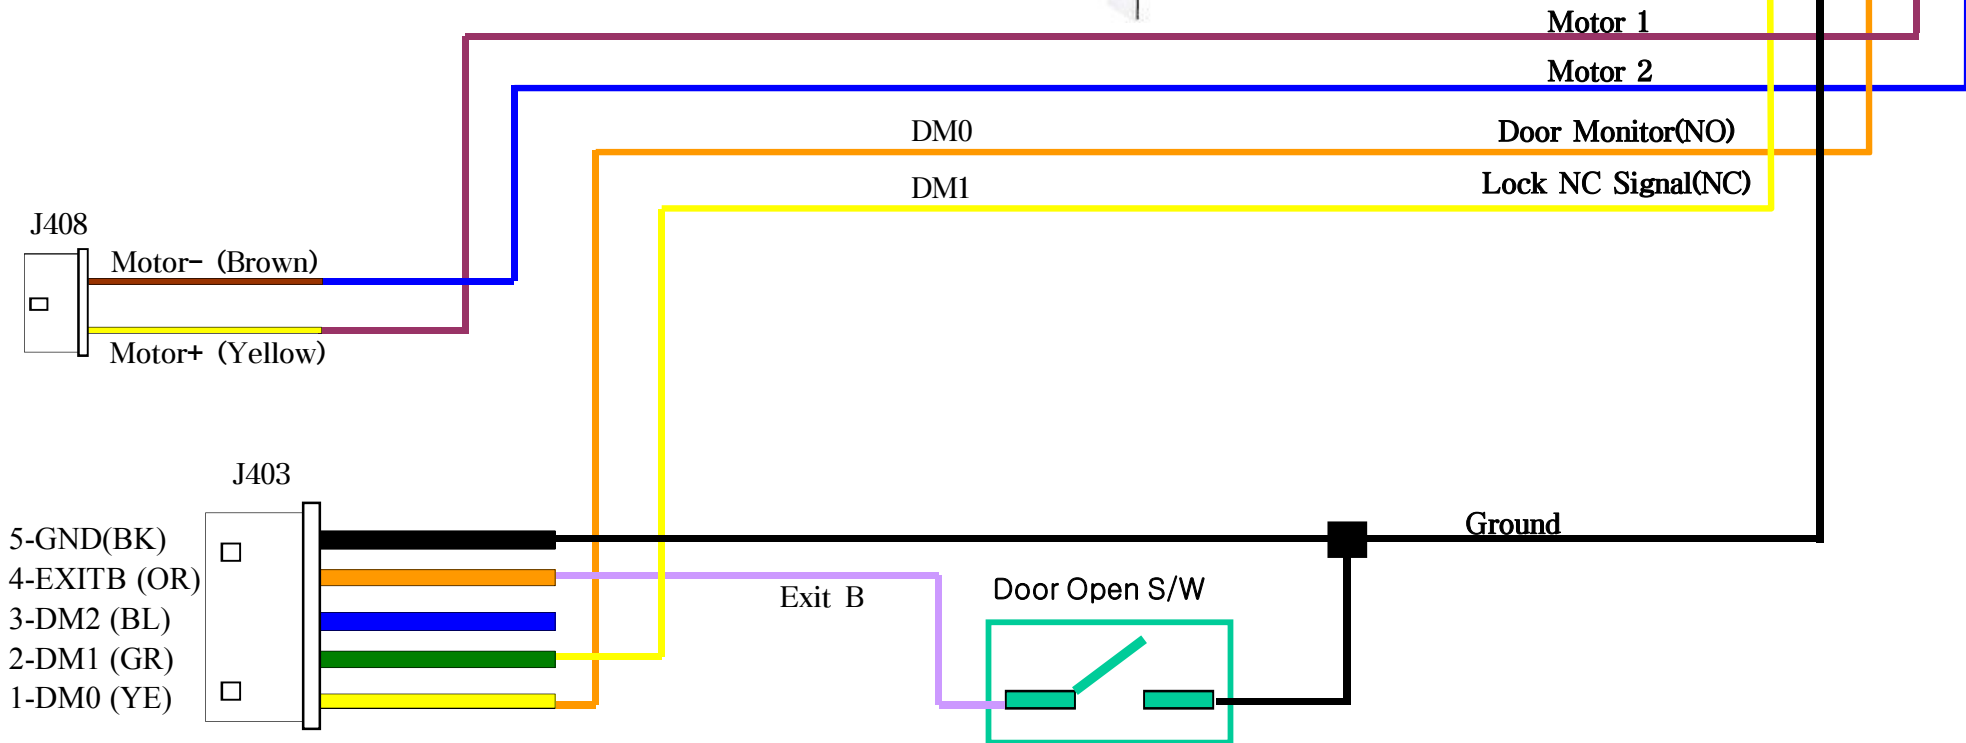 Motor 1
Motor 2
DM0
Door Monitor(NO)
DM1
Lock NC Signal(NC)
J408
Motor- (Brown)
Motor+ (Yellow)
J403
5-GND(BK)
4-EXITB (OR)
3-DM2 (BL)
2-DM1 (GR)
1-DM0 (YE)
Ground
Exit B
Door Open S/W